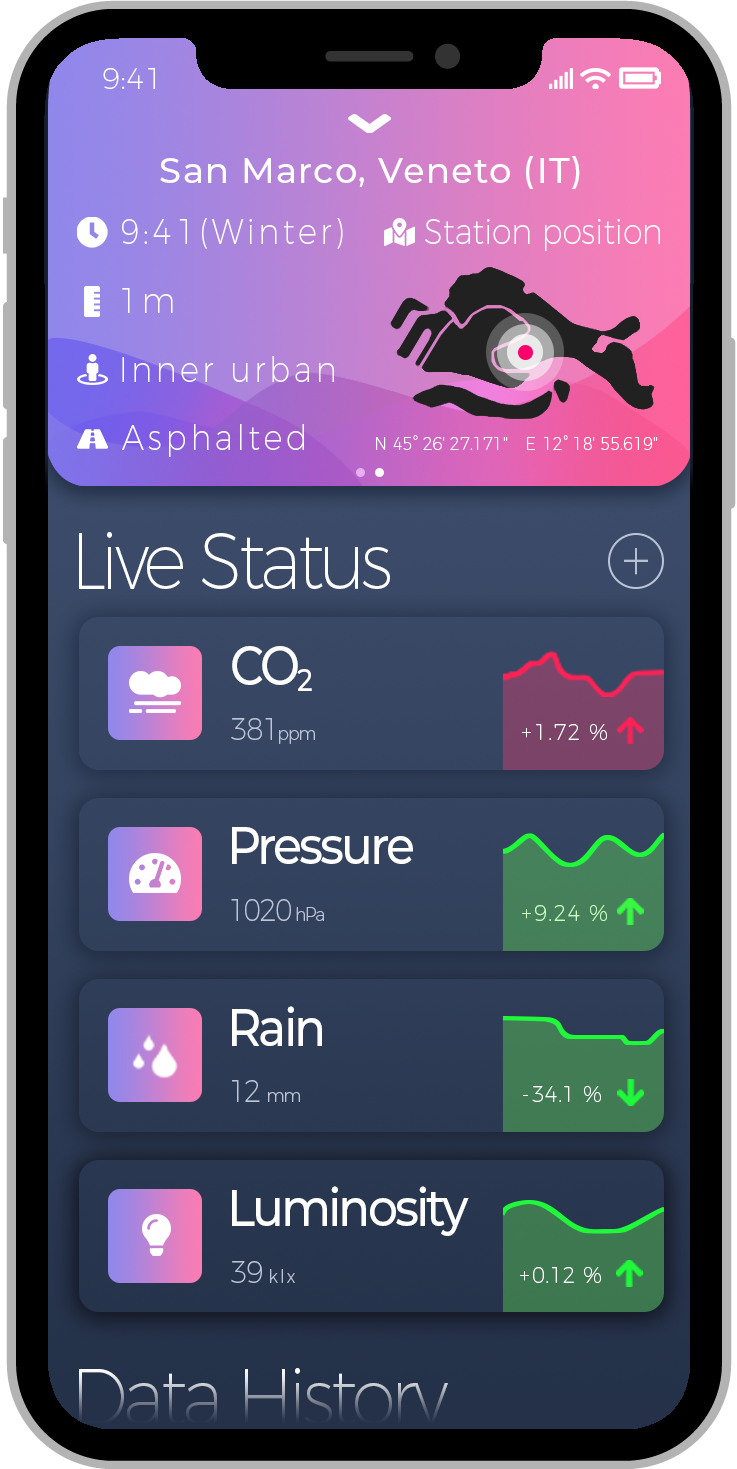 9:41
San Marco, Veneto (IT)
9:41(Winter)
Station position
1m
Inner urban
Asphalted
N 45° 26' 27.171" E 12° 18' 55.619"
Live Status
CO₂
381ppm
+1.72 %
Pressure
1020 hPa
+9.24 %
Rain
12 mm
-34.1 %
Luminosity
39 klx
+0.12 %
Data History